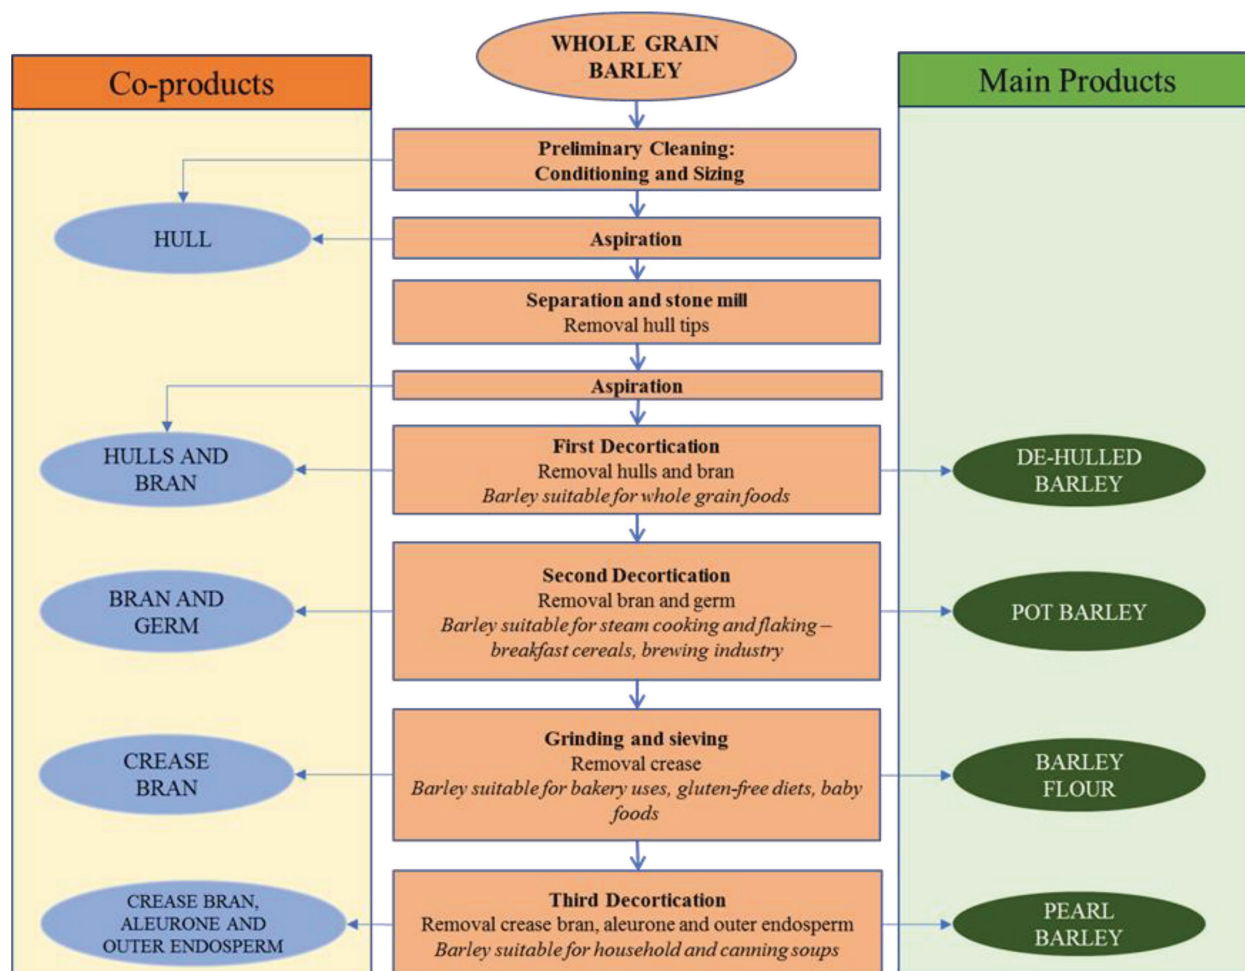 WHOLE GRAIN
BARLEY
Co-products
Main Products
Preliminary Cleaning:
Conditioning and Sizing
HULL
Aspiration
Separation and stone mill
Removal hull tips
Aspiration
HULLS AND
BRAN
First Decortication
Removal hulls and bran
Barley suitable for whole grain foods
DE-HULLED
BARLEY
BRAN AND
GERM
Second Decortication
Removal bran and germ
Barley suitable for steam cooking and flaking –
breakfast cereals, brewing industry
POT BARLEY
CREASE
BRAN
Grinding and sieving
Removal crease
Barley suitable for bakery uses, gluten-free diets, baby
foods
BARLEY
FLOUR
CREASE BRAN,
ALEURONE AND
OUTER ENDOSPERM
Third Decortication
Removal crease bran, aleurone and outer endosperm
Barley suitable for household and canning soups
PEARL
BARLEY